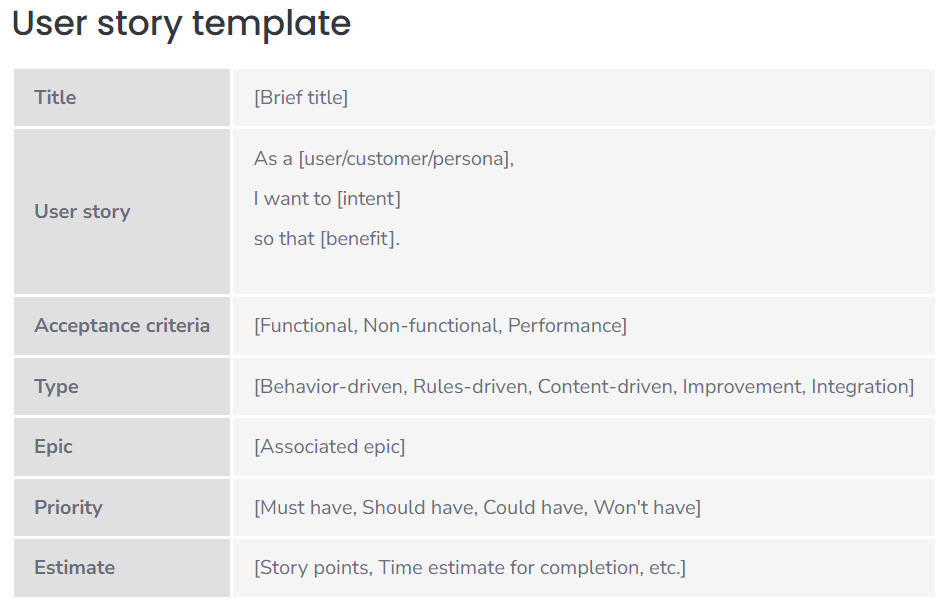 User story template
Title
[Brief title]
User story
As a [user/customer/persona],
I want to [intent]
so that [benefit].
Acceptance criteria
[Functional, Non-functional, Performance]
Type
[Behavior-driven, Rules-driven, Content-driven, Improvement, Integration]
Epic
[Associated epic]
Priority
[Must have, Should have, Could have, Won't have]
Estimate
[Story points, Time estimate for completion, etc.]